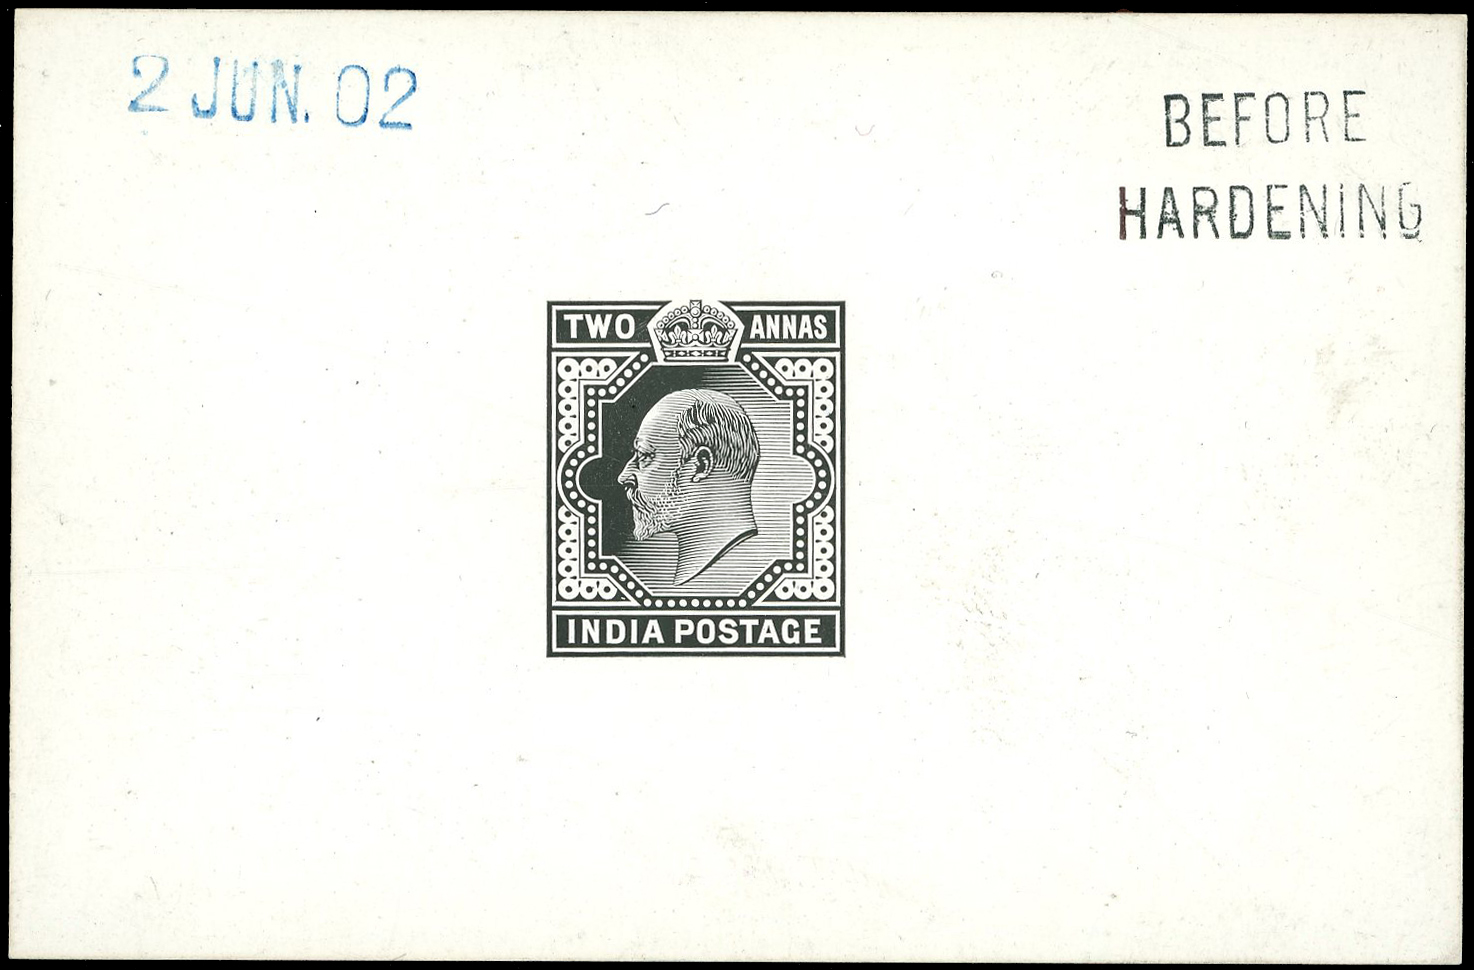 2 JUN. 02
BEFORE
HARDENING
TWO ANNAS
INDIA POSTAGE